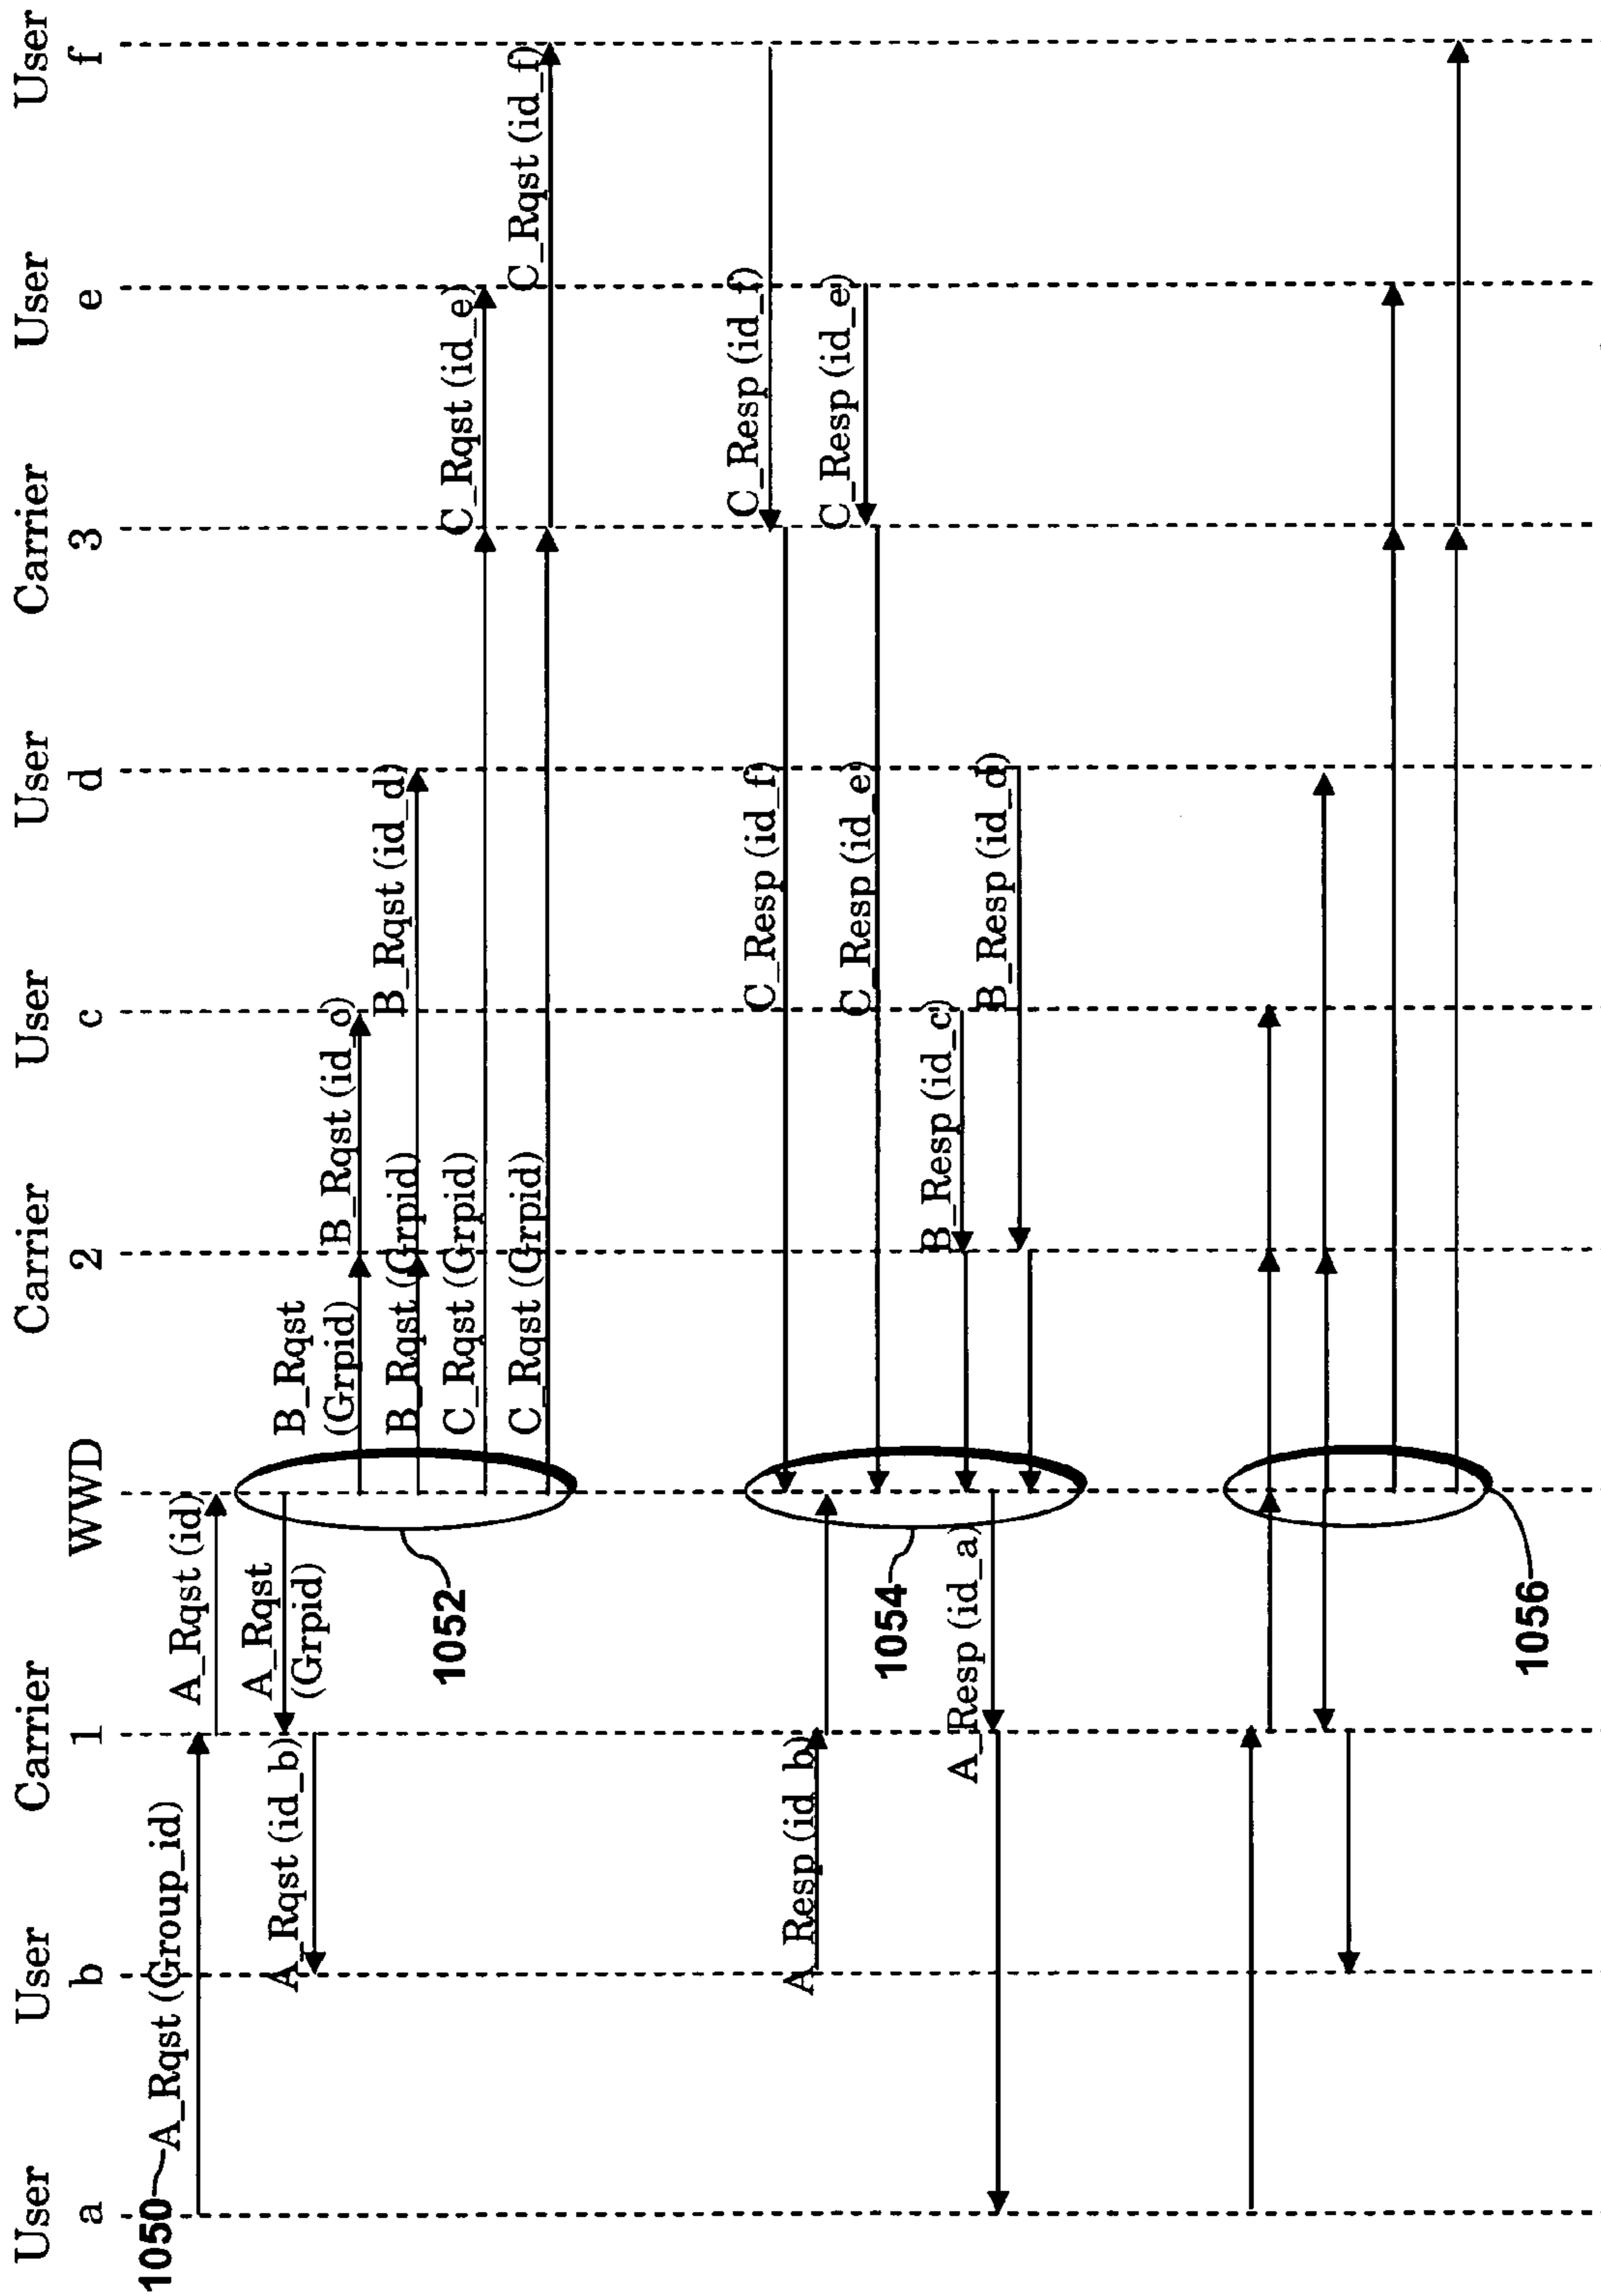 User a
User b
Carrier 1
WWD
Carrier 2
User c
User d
Carrier 3
User e
User f
1050
A_Rqst (Group_id)
A_Rqst (id)
A_Rqst
(Grpid)
A_Rqst (id_b)
B_Rqst
(Grpid)
B_Rqst (id_c)
B_Rqst (Grpid)
B_Rqst (id_d)
C_Rqst (Grpid)
C_Rqst (id_e)
C_Rqst (Grpid)
C_Rqst (id_f)
1052
C_Resp (id_f)
C_Resp (id_f)
A_Resp (id_b)
C_Resp (id_e)
C_Resp (id_e)
B_Resp (id_c)
A_Resp (id_a)
B_Resp (id_d)
1054
1056